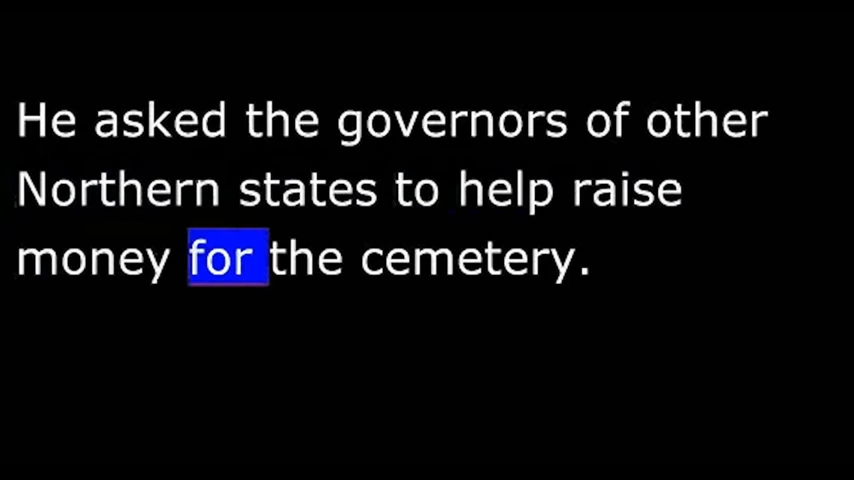 He asked the governors of other
Northern states to help raise
money for the cemetery.